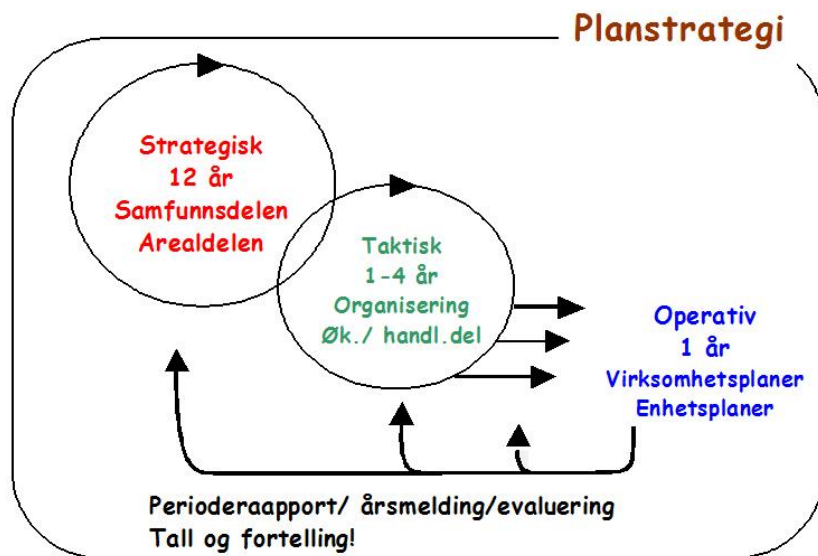 Planstrategi
Strategisk
12 år
Samfunnsdelen
Arealdelen
Taktisk
1-4 år
Organisering
Øk./ handl.del
Operativ
1 år
Virksomhetsplaner
Enhetsplaner
Perioderaapport/ årsmelding/evaluering
Tall og fortelling!